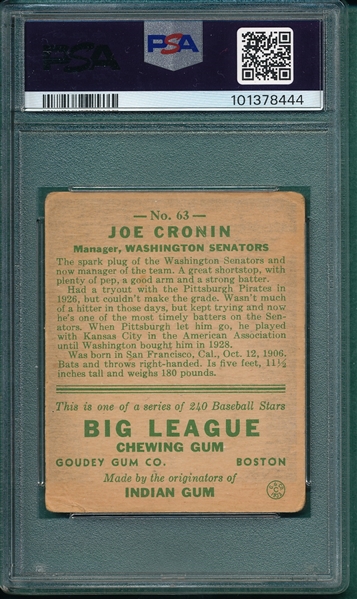 PSA
PSA
101378444
— No. 63 —
JOE CRONIN
Manager, WASHINGTON SENATORS
The spark plug of the Washington Senators and
now manager of the team. A great shortstop, with
plenty of pep, a good arm and a strong batter.
Had a tryout with the Pittsburgh Pirates in
1926, but couldn't make the grade. Wasn't much
of a hitter in those days, but kept trying and now
he's one of the most timely batters on the Sen-
ators. When Pittsburgh let him go, he played
with Kansas City in the American Association
until Washington bought him in 1928.
Was born in San Francisco, Cal., Oct. 12, 1906.
Bats and throws right-handed. Is five feet, 11½
inches tall and weighs 180 pounds.
This is one of a series of 240 Baseball Stars
BIG LEAGUE
CHEWING GUM
GOUDEY GUM CO. BOSTON
Made by the originators of
INDIAN GUM